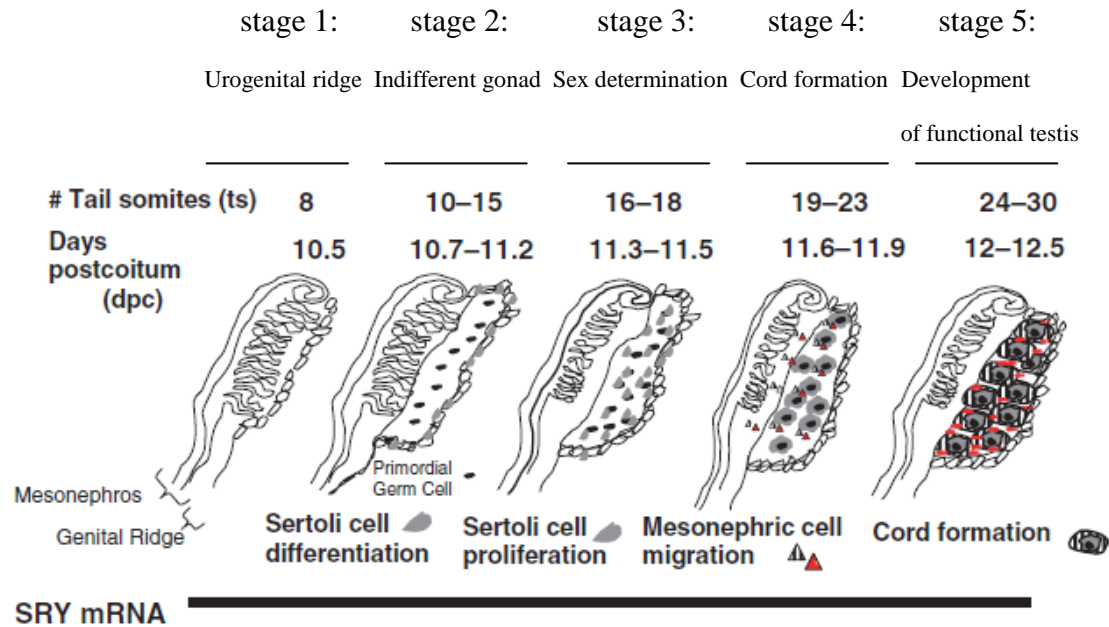 stage 1: stage 2: stage 3: stage 4: stage 5:
Urogenital ridge Indifferent gonad Sex determination Cord formation Development
of functional testis
# Tail somites (ts) 8 10–15 16–18 19–23 24–30
Days
postcoitum
(dpc)
10.5 10.7–11.2 11.3–11.5 11.6–11.9 12–12.5
Mesonephros
Genital Ridge
Primordial
Germ Cell
Sertoli cell
differentiation
Sertoli cell
proliferation
Mesonephric cell
migration
Cord formation
SRY mRNA